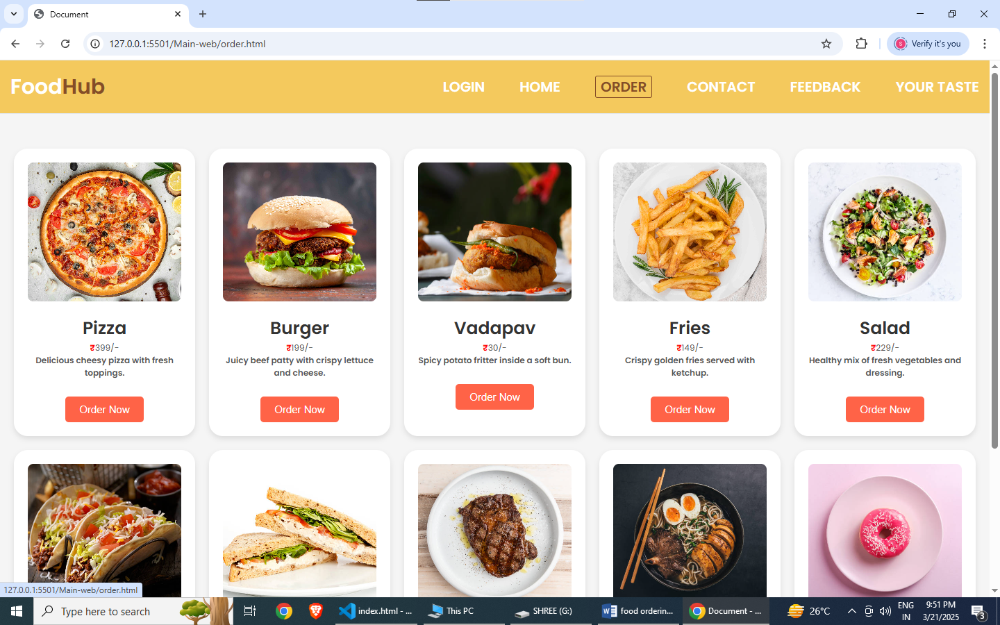 Document
127.0.0.1:5501/Main-web/order.html
S
Verify it's you
FoodHub
LOGIN
HOME
ORDER
CONTACT
FEEDBACK
YOUR TASTE
Pizza
₹399/-
Delicious cheesy pizza with fresh
toppings.
Order Now
Burger
₹199/-
Juicy beef patty with crispy lettuce
and cheese.
Order Now
Vadapav
₹30/-
Spicy potato fritter inside a soft bun.
Order Now
Fries
₹149/-
Crispy golden fries served with
ketchup.
Order Now
Salad
₹229/-
Healthy mix of fresh vegetables and
dressing.
Order Now
127.0.0.1:5501/Main-web/order.html
Type here to search
index.html - ...
This PC
SHREE (G:)
food orderin...
Document - ...
26°C
ENG
IN
9:51 PM
3/21/2025
3